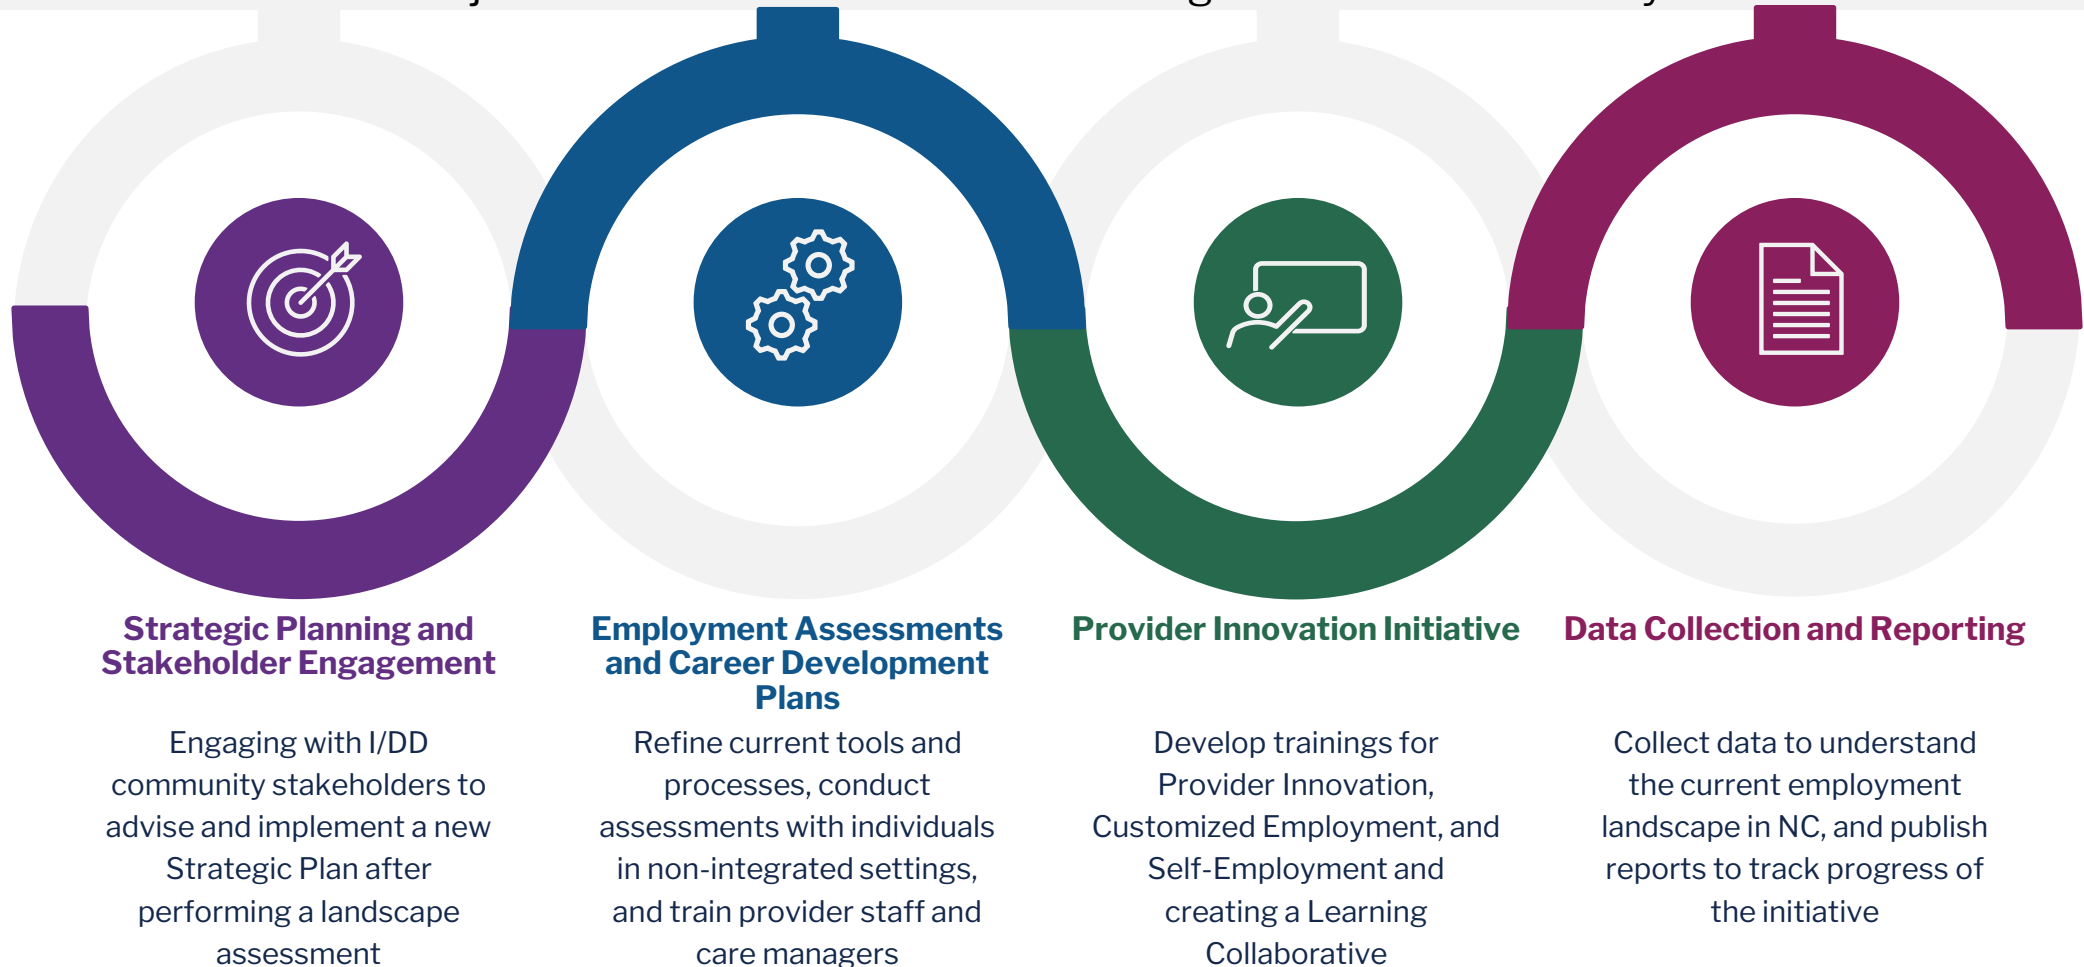 Strategic Planning and
Stakeholder Engagement
Engaging with I/DD
community stakeholders to
advise and implement a new
Strategic Plan after
performing a landscape
assessment
Employment Assessments
and Career Development
Plans
Refine current tools and
processes, conduct
assessments with individuals
in non-integrated settings,
and train provider staff and
care managers
Provider Innovation Initiative
Develop trainings for
Provider Innovation,
Customized Employment, and
Self-Employment and
creating a Learning
Collaborative
Data Collection and Reporting
Collect data to understand
the current employment
landscape in NC, and publish
reports to track progress of
the initiative